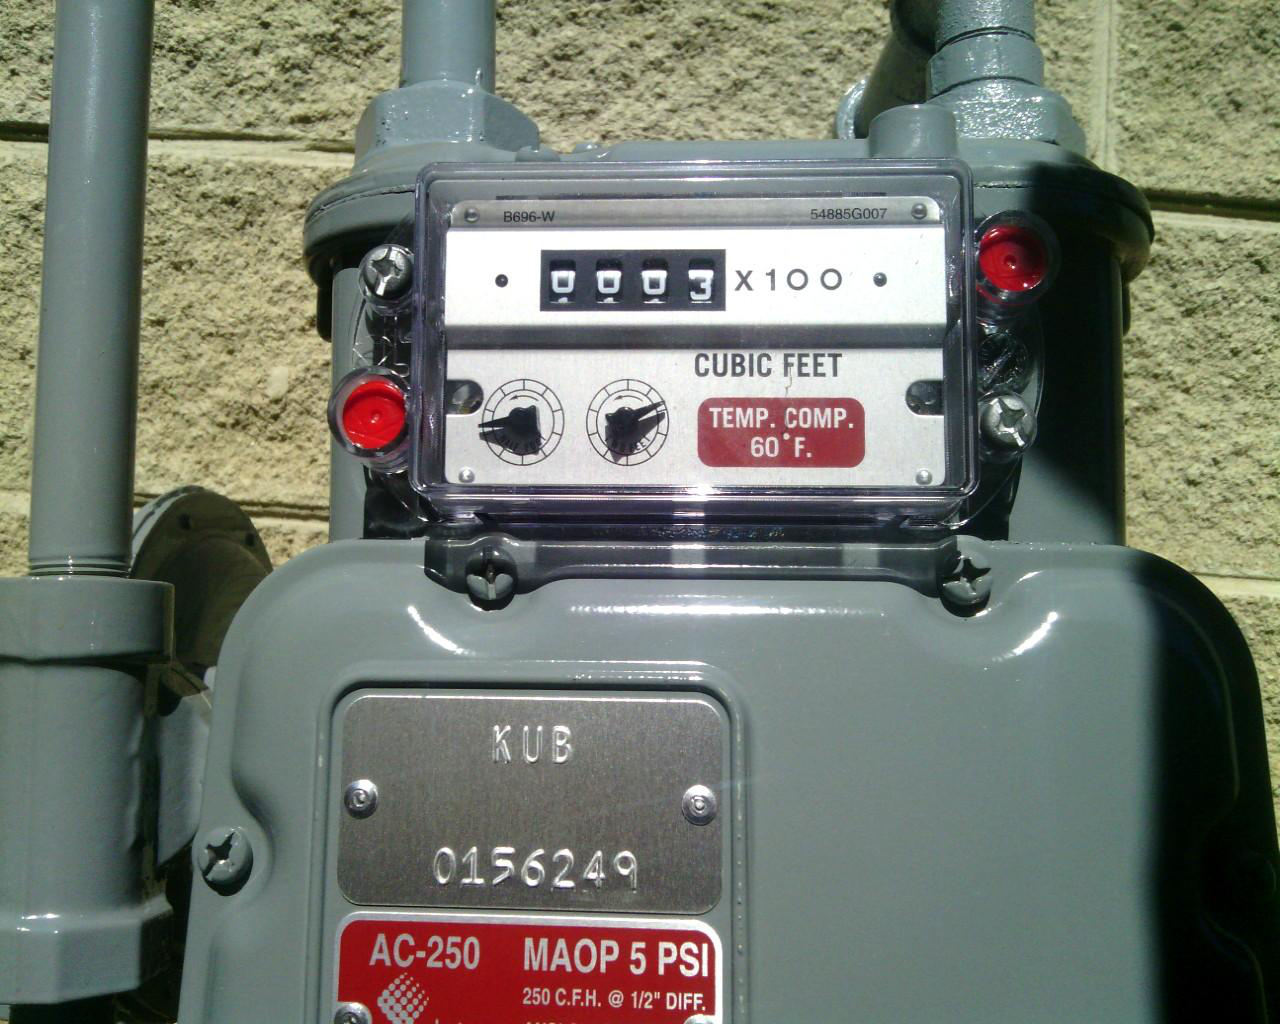 B696-W 54885G007
0003 X100
CUBIC FEET
TEMP. COMP.
60°F.
KUB
0156249
AC-250 MAOP 5 PSI
250 C.F.H. @ 1/2" DIFF.